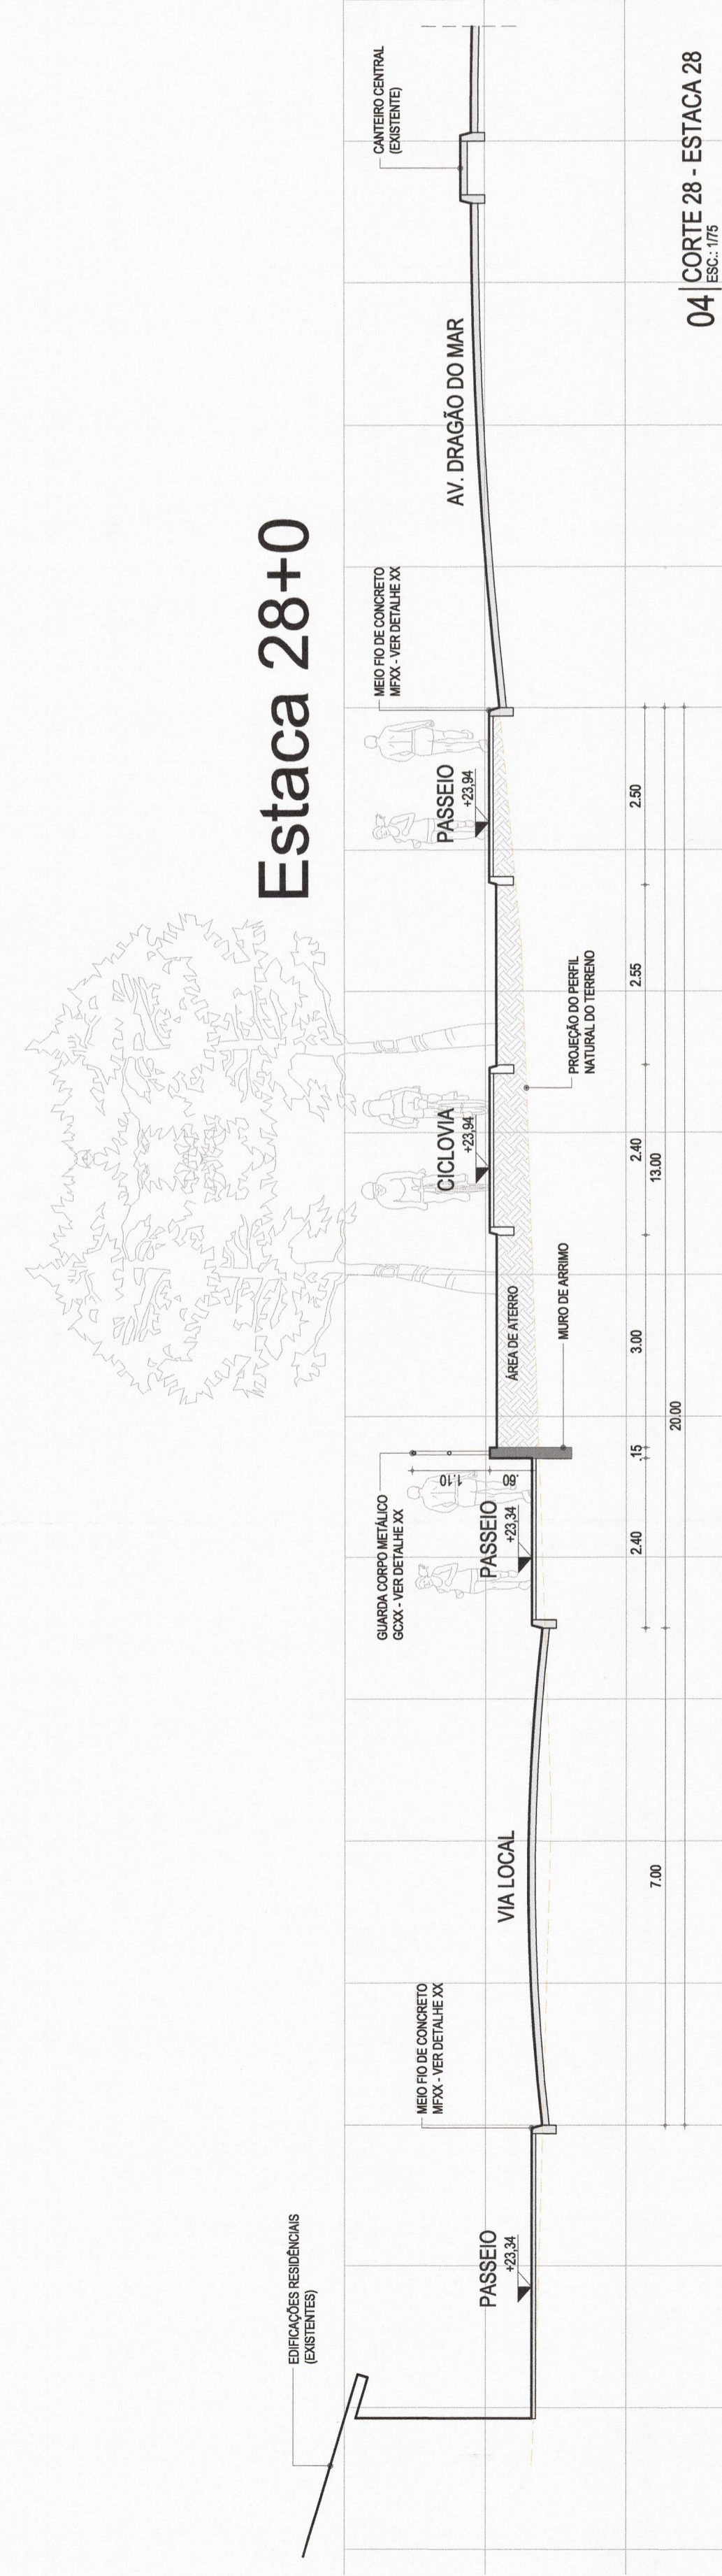 Estaca 28+0
EDIFICAÇÕES RESIDÊNCIAIS
(EXISTENTES)
PASSEIO
+23,34
MEIO FIO DE CONCRETO
MFXX - VER DETALHE XX
VIA LOCAL
GUARDA CORPO METÁLICO
GCXX - VER DETALHE XX
PASSEIO
+23,34
1.10
.60
MURO DE ARRIMO
ÁREA DE ATERRO
CICLOVIA
+23,94
PROJEÇÃO DO PERFIL
NATURAL DO TERRENO
PASSEIO
+23,94
MEIO FIO DE CONCRETO
MFXX - VER DETALHE XX
AV. DRAGÃO DO MAR
CANTEIRO CENTRAL
(EXISTENTE)
2.40
.15
3.00
2.40
2.55
2.50
7.00
13.00
20.00
04
CORTE 28 - ESTACA 28
ESC.: 1/75